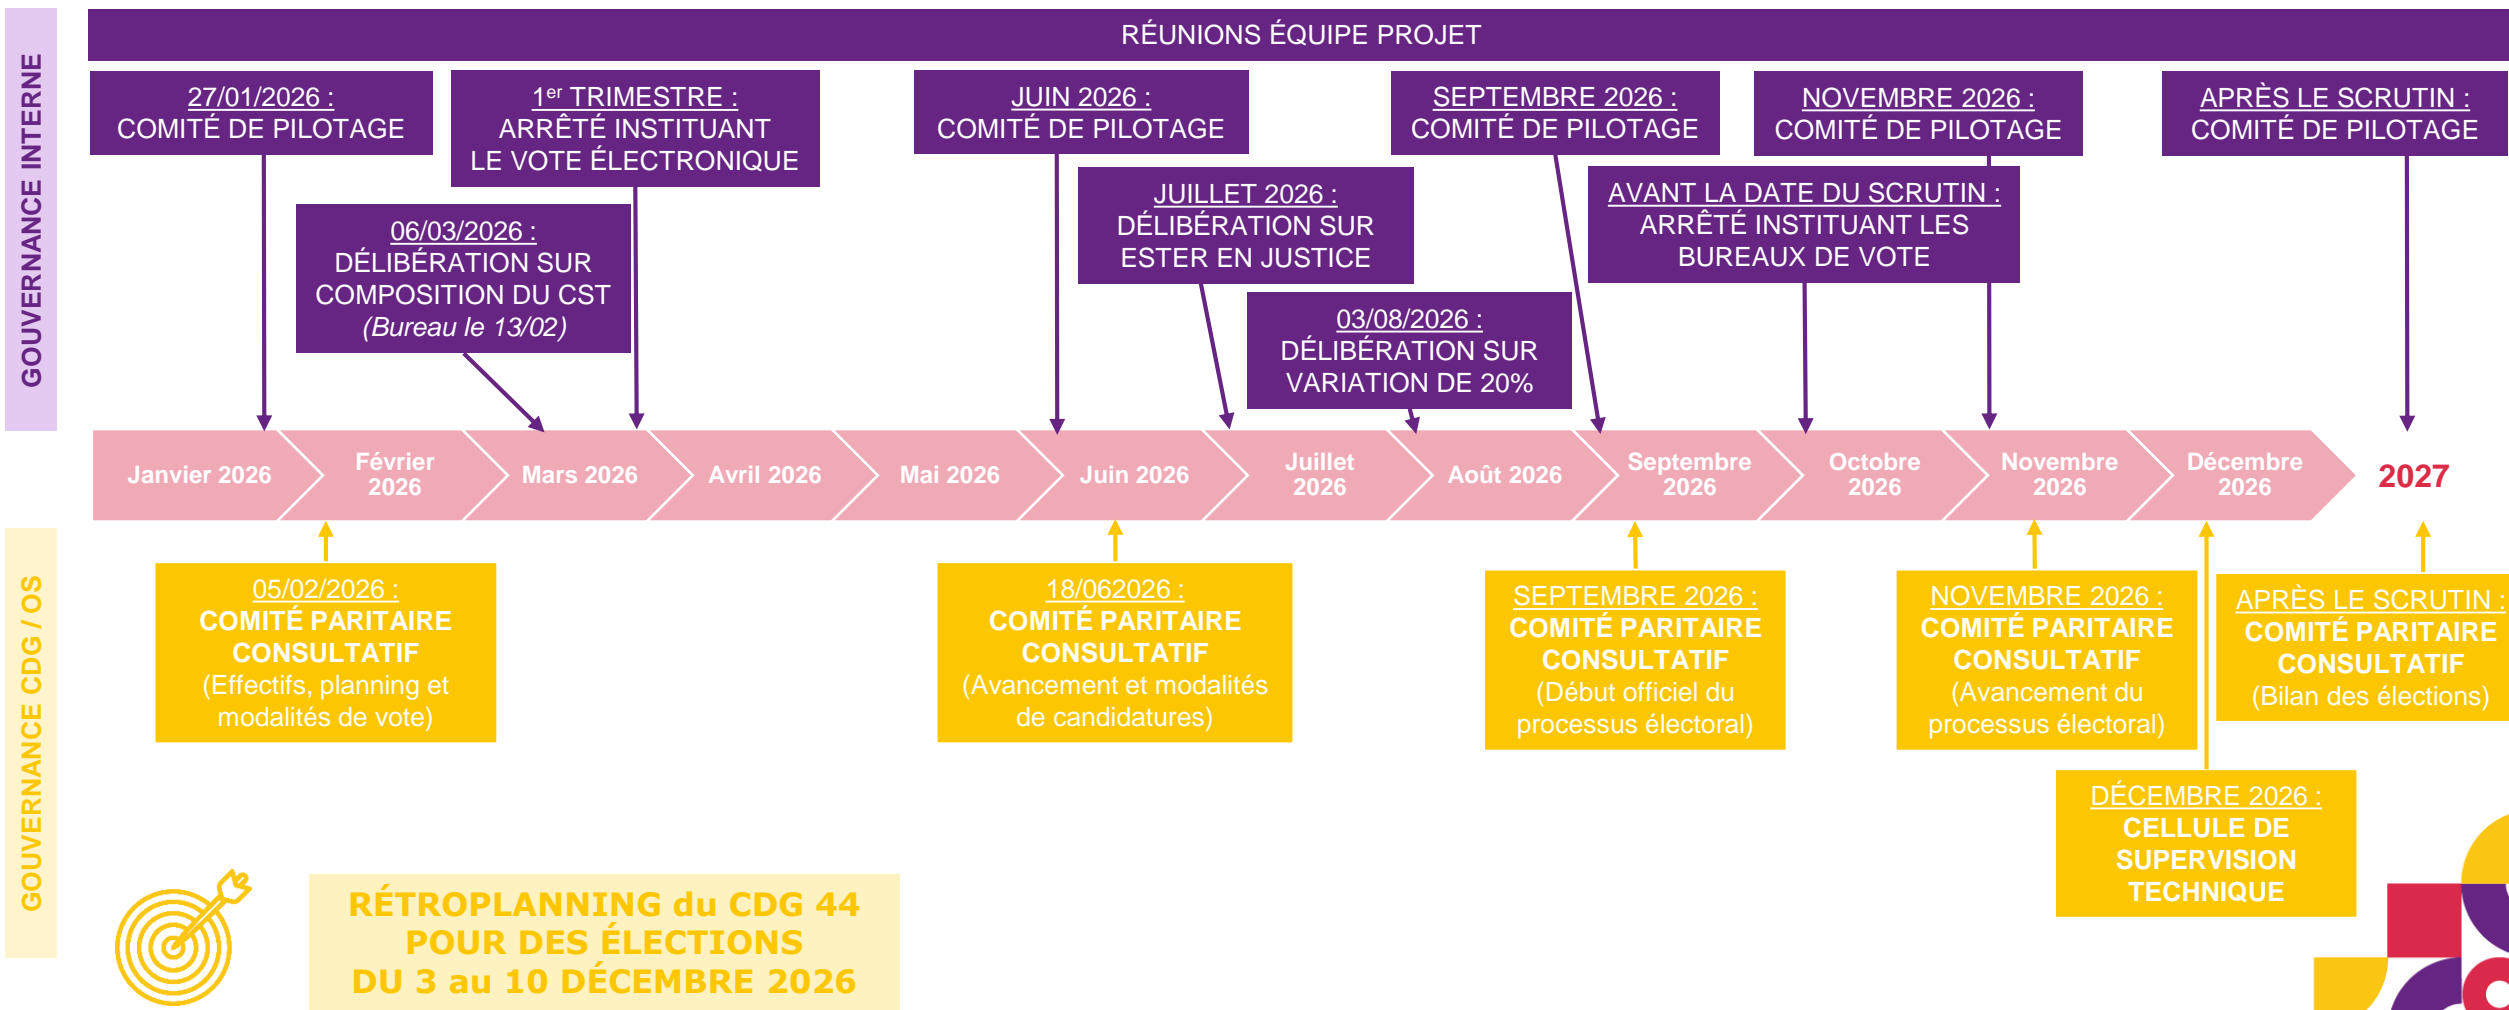 GOUVERNANCE INTERNE
RÉUNIONS ÉQUIPE PROJET
27/01/2026 :
COMITÉ DE PILOTAGE
1er TRIMESTRE :
ARRÊTÉ INSTITUANT
LE VOTE ÉLECTRONIQUE
JUIN 2026 :
COMITÉ DE PILOTAGE
SEPTEMBRE 2026 :
COMITÉ DE PILOTAGE
NOVEMBRE 2026 :
COMITÉ DE PILOTAGE
APRÈS LE SCRUTIN :
COMITÉ DE PILOTAGE
06/03/2026 :
DÉLIBÉRATION SUR
COMPOSITION DU CST
(Bureau le 13/02)
JUILLET 2026 :
DÉLIBÉRATION SUR
ESTER EN JUSTICE
AVANT LA DATE DU SCRUTIN :
ARRÊTÉ INSTITUANT LES
BUREAUX DE VOTE
03/08/2026 :
DÉLIBÉRATION SUR
VARIATION DE 20%
Janvier 2026
Février
2026
Mars 2026
Avril 2026
Mai 2026
Juin 2026
Juillet
2026
Août 2026
Septembre
2026
Octobre
2026
Novembre
2026
Décembre
2026
2027
GOUVERNANCE CDG / OS
05/02/2026 :
COMITÉ PARITAIRE
CONSULTATIF
(Effectifs, planning et
modalités de vote)
18/062026 :
COMITÉ PARITAIRE
CONSULTATIF
(Avancement et modalités
de candidatures)
SEPTEMBRE 2026 :
COMITÉ PARITAIRE
CONSULTATIF
(Début officiel du
processus électoral)
NOVEMBRE 2026 :
COMITÉ PARITAIRE
CONSULTATIF
(Avancement du
processus électoral)
APRÈS LE SCRUTIN :
COMITÉ PARITAIRE
CONSULTATIF
(Bilan des élections)
DÉCEMBRE 2026 :
CELLULE DE
SUPERVISION
TECHNIQUE
RÉTROPLANNING du CDG 44
POUR DES ÉLECTIONS
DU 3 au 10 DÉCEMBRE 2026